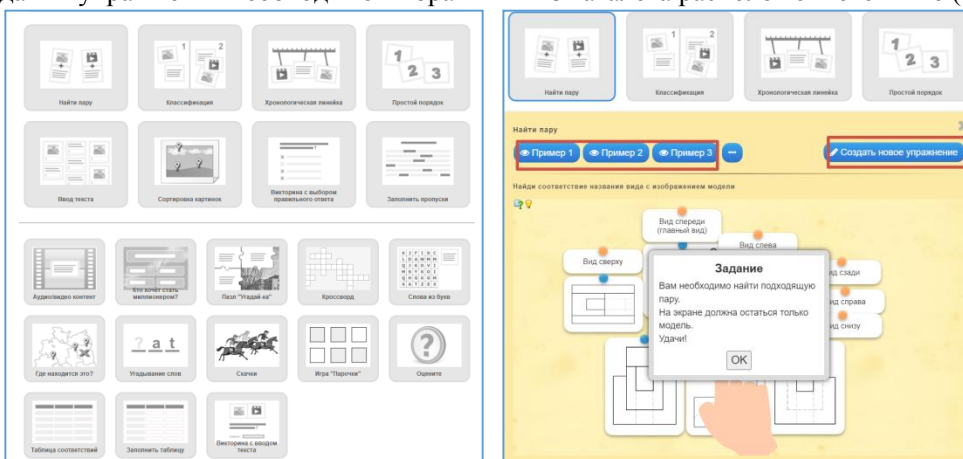 Найти пару
Классификация
Хронологическая линейка
Простой порядок
Ввод текста
Сортировка картинок
Викторина с выбором
правильного ответа
Заполнить пропуски
Аудио/видео контент
Кто хочет стать
миллионером?
Пазл "Угадай-ка"
Кроссворд
Слова из букв
Где находится это?
? a t
Угадывание слов
Скачки
Игра "Парочки"
Оцените
Таблица соответствий
Заполнить таблицу
Викторина с вводом
текста
Найти пару
Классификация
Хронологическая линейка
Простой порядок
Найти пару
Пример 1
Пример 2
Пример 3
Создать новое упражнение
Найди соответствие названия вида с изображением модели
Вид спереди
(главный вид)
Вид слева
Вид сверху
Вид сзади
Вид справа
Вид снизу
Задание
Вам необходимо найти подходящую
пару.
На экране должна остаться только
модель.
Удачи!
OK